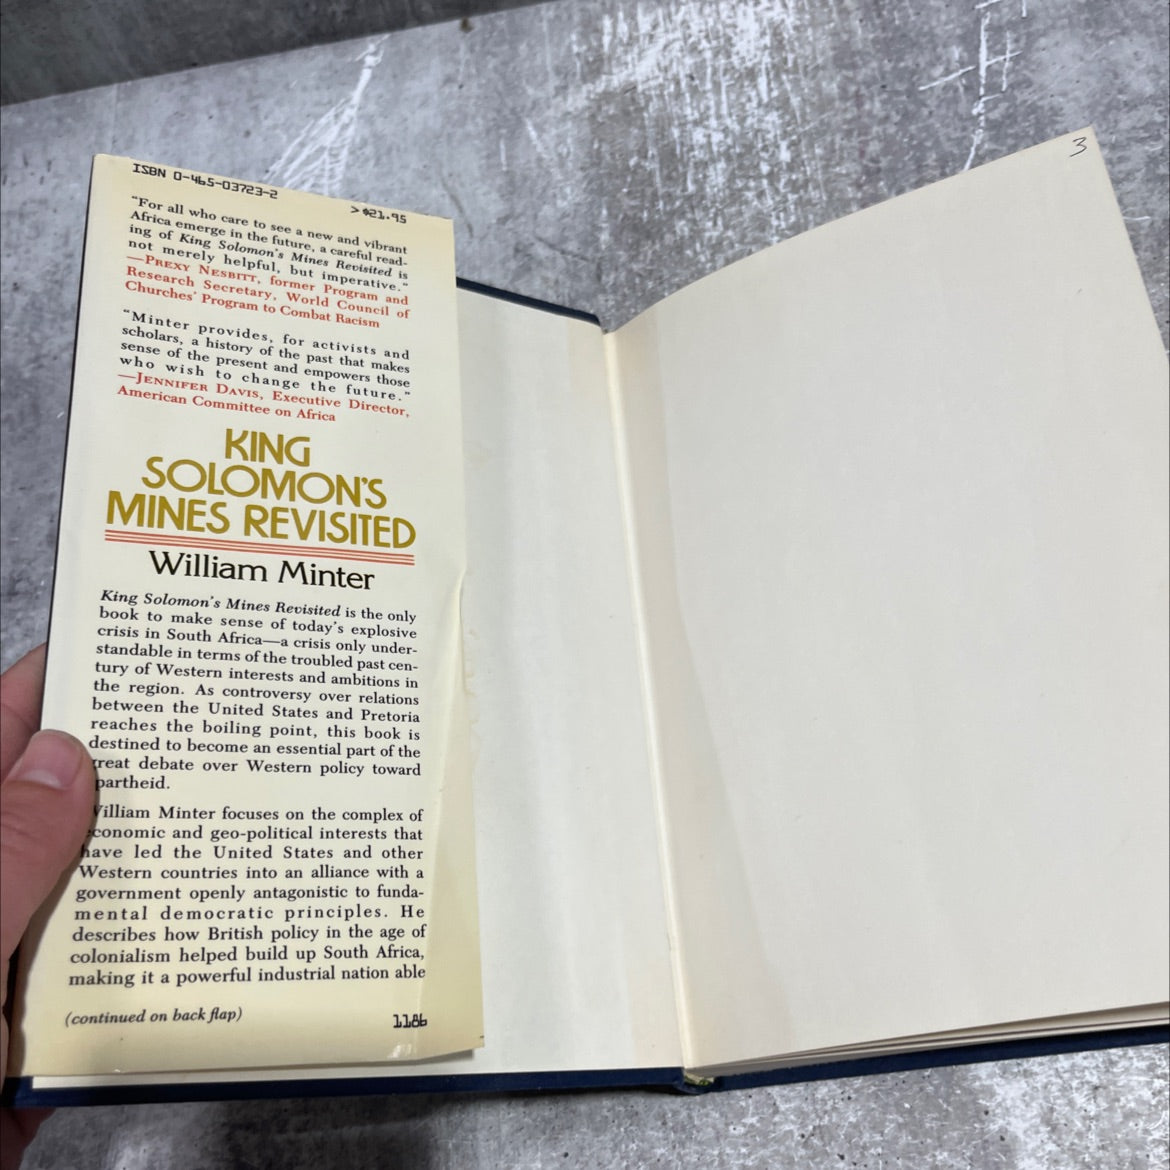 ISBN 0-465-03723-2
>$21.95
"For all who care to see a new and vibrant
Africa emerge in the future, a careful read-
ing of King Solomon's Mines Revisited is
not merely helpful, but imperative."
—PREXY NESBITT, former Program and
Research Secretary, World Council of
Churches' Program to Combat Racism
"Minter provides, for activists and
scholars, a history of the past that makes
sense of the present and empowers those
who wish to change the future."
—JENNIFER DAVIS, Executive Director,
American Committee on Africa
KING
SOLOMON'S
MINES REVISITED
William Minter
King Solomon's Mines Revisited is the only
book to make sense of today's explosive
crisis in South Africa—a crisis only under-
standable in terms of the troubled past cen-
tury of Western interests and ambitions in
the region. As controversy over relations
between the United States and Pretoria
reaches the boiling point, this book is
destined to become an essential part of the
great debate over Western policy toward
partheid.
William Minter focuses on the complex of
economic and geo-political interests that
have led the United States and other
Western countries into an alliance with a
government openly antagonistic to funda-
mental democratic principles. He
describes how British policy in the age of
colonialism helped build up South Africa,
making it a powerful industrial nation able
(continued on back flap)
1186
3